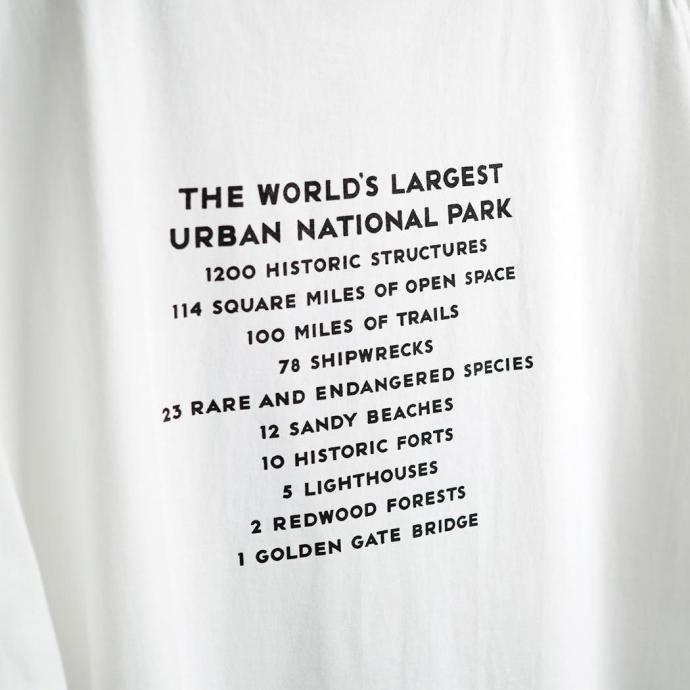 THE WORLD'S LARGEST
URBAN NATIONAL PARK
1200 HISTORIC STRUCTURES
114 SQUARE MILES OF OPEN SPACE
100 MILES OF TRAILS
78 SHIPWRECKS
23 RARE AND ENDANGERED SPECIES
12 SANDY BEACHES
10 HISTORIC FORTS
5 LIGHTHOUSES
2 REDWOOD FORESTS
1 GOLDEN GATE BRIDGE